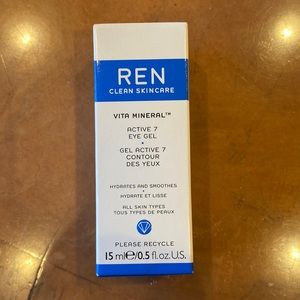 REN
CLEAN SKINCARE
VITA MINERAL™
ACTIVE 7
EYE GEL
•
GEL ACTIVE 7
CONTOUR
DES YEUX
HYDRATES AND SMOOTHES
•
HYDRATE ET LISSE
ALL SKIN TYPES
TOUS TYPES DE PEAUX
PLEASE RECYCLE
15 ml℮/0.5 fl.oz.U.S.